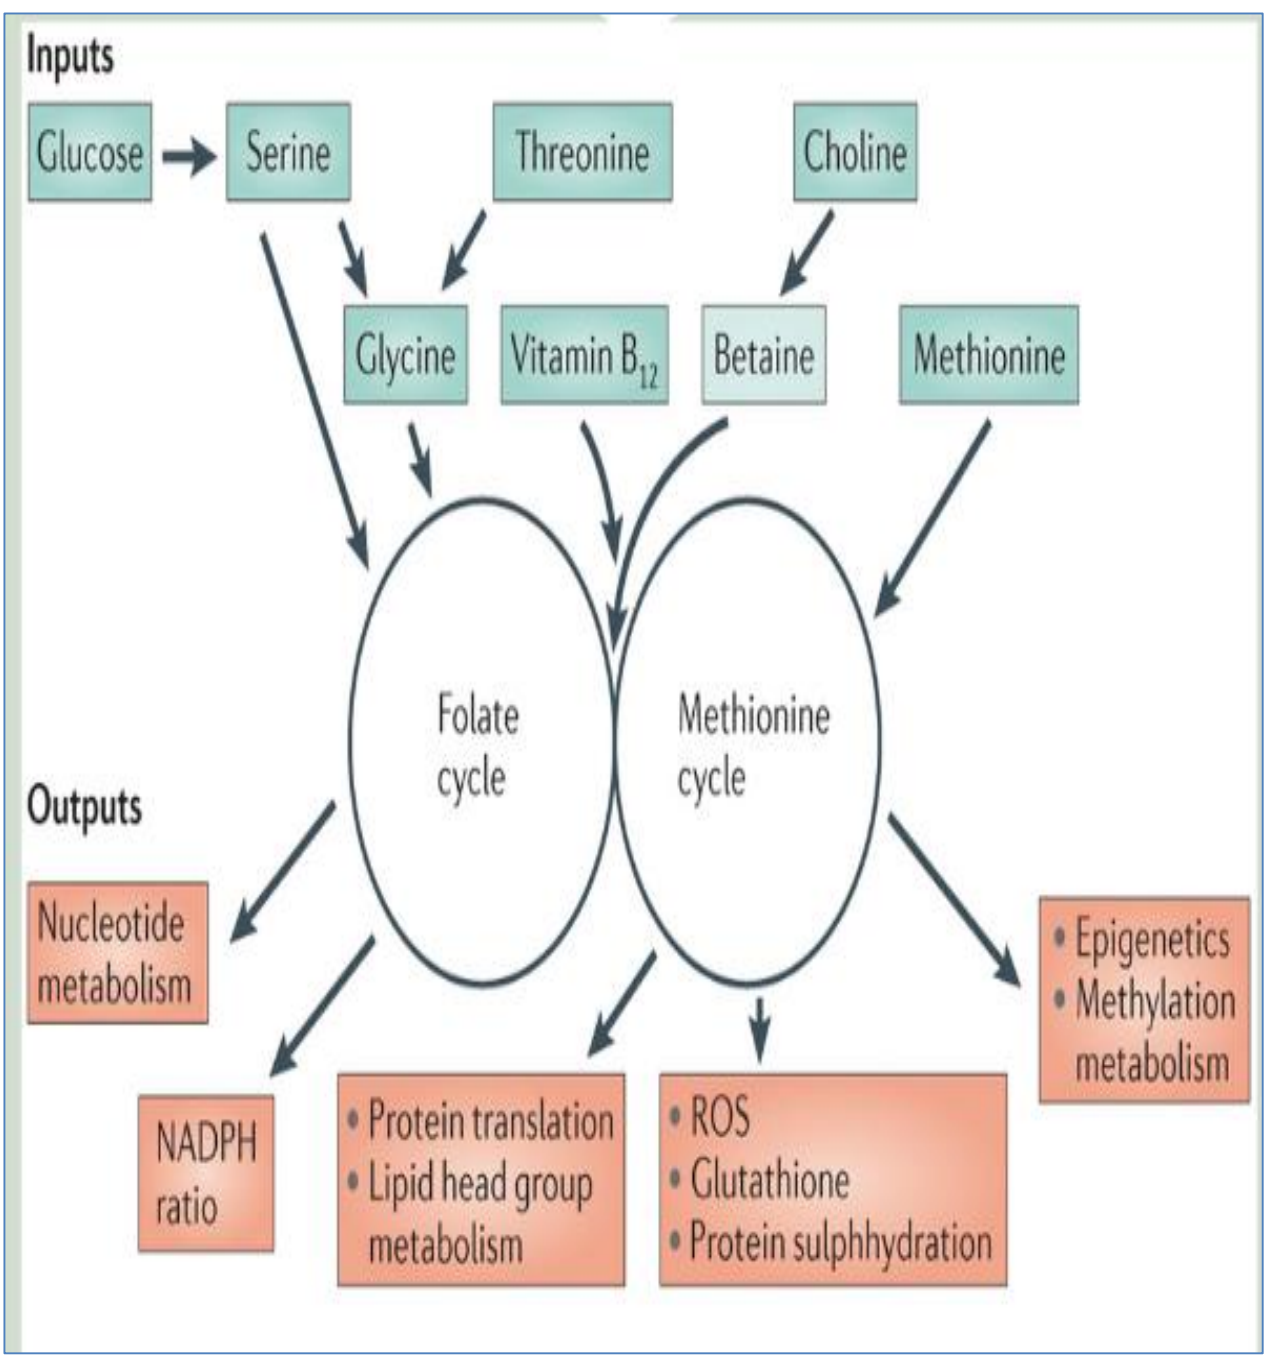 Inputs
Glucose
Serine
Threonine
Choline
Glycine
Vitamin B12
Betaine
Methionine
Folate
cycle
Methionine
cycle
Outputs
Nucleotide
metabolism
NADPH
ratio
• Protein translation
• Lipid head group
metabolism
• ROS
• Glutathione
• Protein sulphhydration
• Epigenetics
• Methylation
metabolism